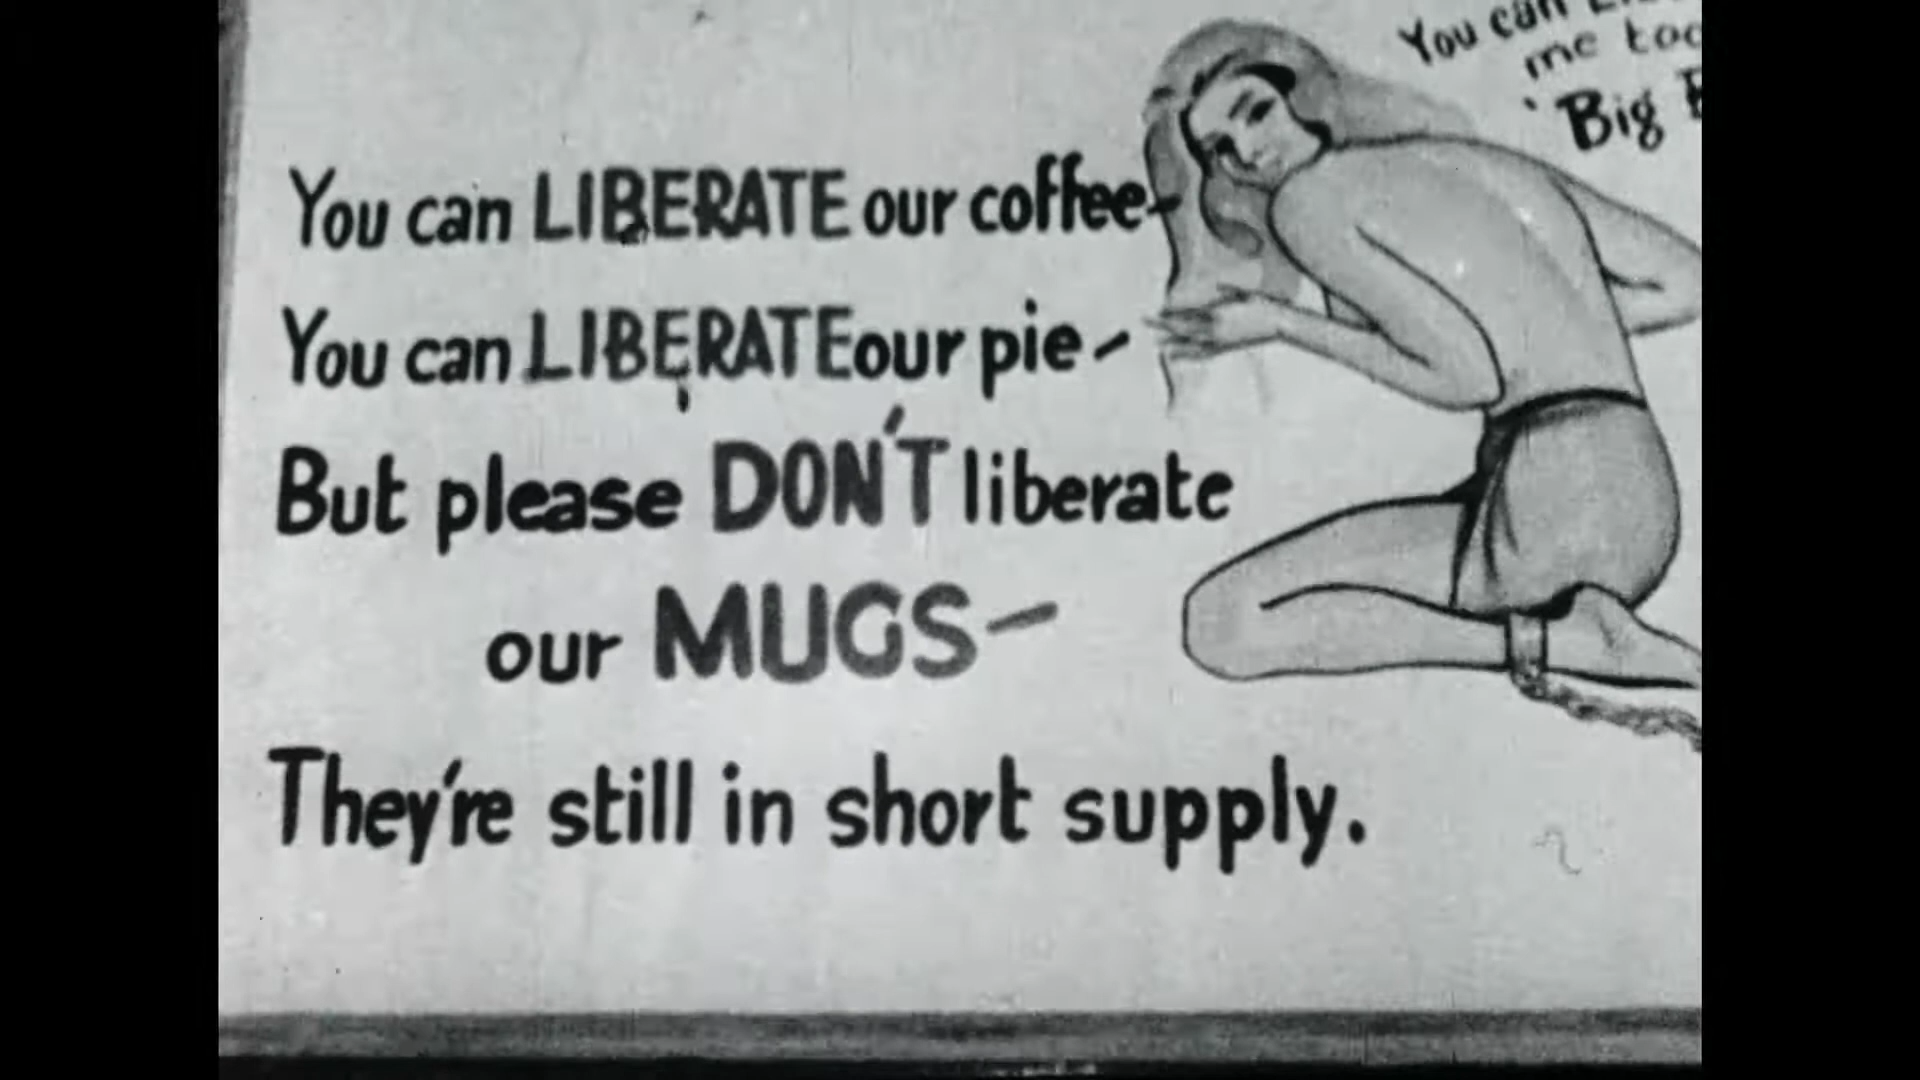 You can LIBERATE our coffee-
You can LIBERATE our pie-
But please DON'T liberate
our MUGS-
They're still in short supply.
You can
me too
'Big